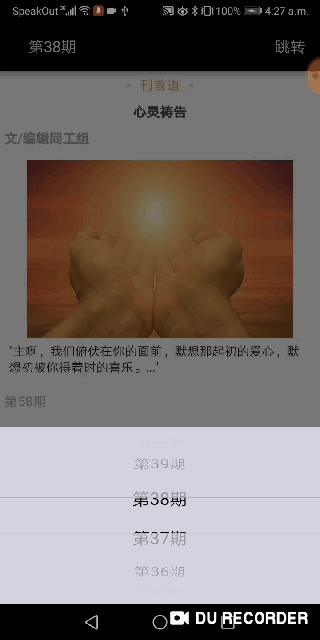 SpeakOut 100% 4:27 a.m.
第38期 跳转
- 刊首语 -
心灵祷告
文/编辑同工组
"主啊，我们俯伏在你的面前，默想那起初的爱心，默
想初被你得着时的喜乐。..."
第58期
第39期
第38期
第37期
第36期
DU RECORDER